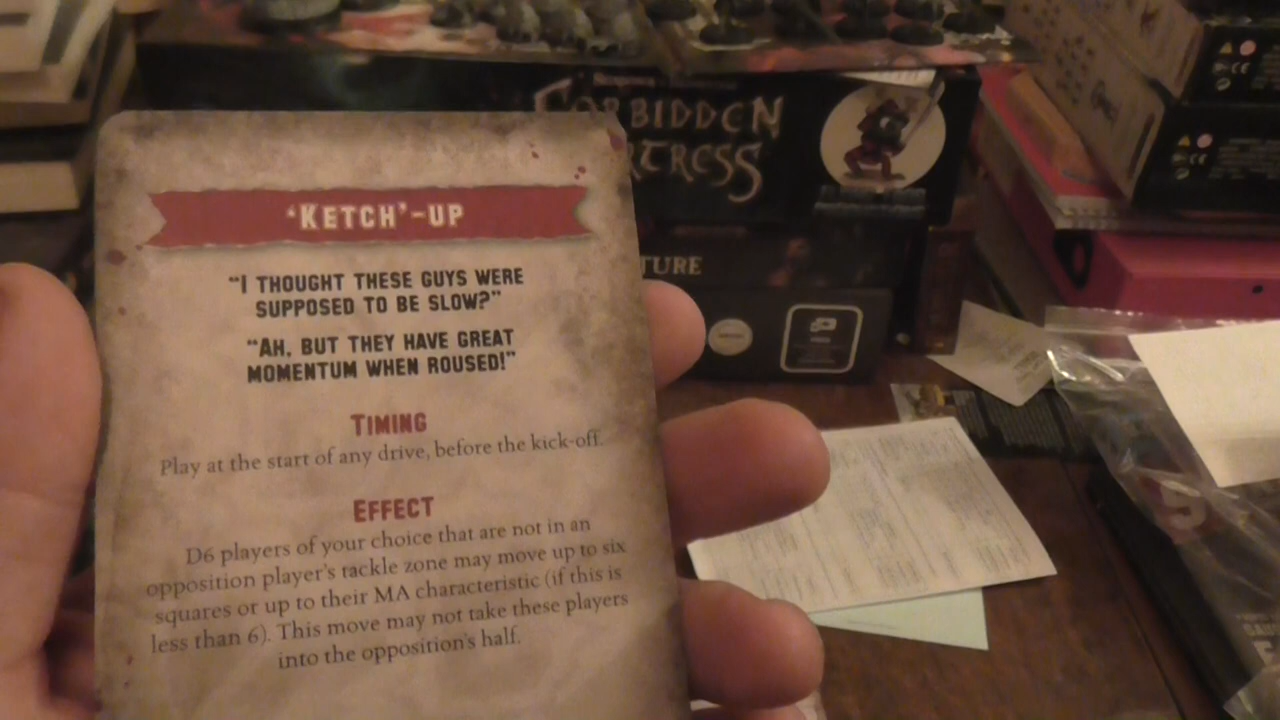 FORBIDDEN
FORTRESS
TURE
'KETCH'-UP
"I THOUGHT THESE GUYS WERE
SUPPOSED TO BE SLOW?"
"AH, BUT THEY HAVE GREAT
MOMENTUM WHEN ROUSED!"
TIMING
Play at the start of any drive, before the kick-off.
EFFECT
D6 players of your choice that are not in an
opposition player's tackle zone may move up to six
squares or up to their MA characteristic (if this is
less than 6). This move may not take these players
into the opposition's half.